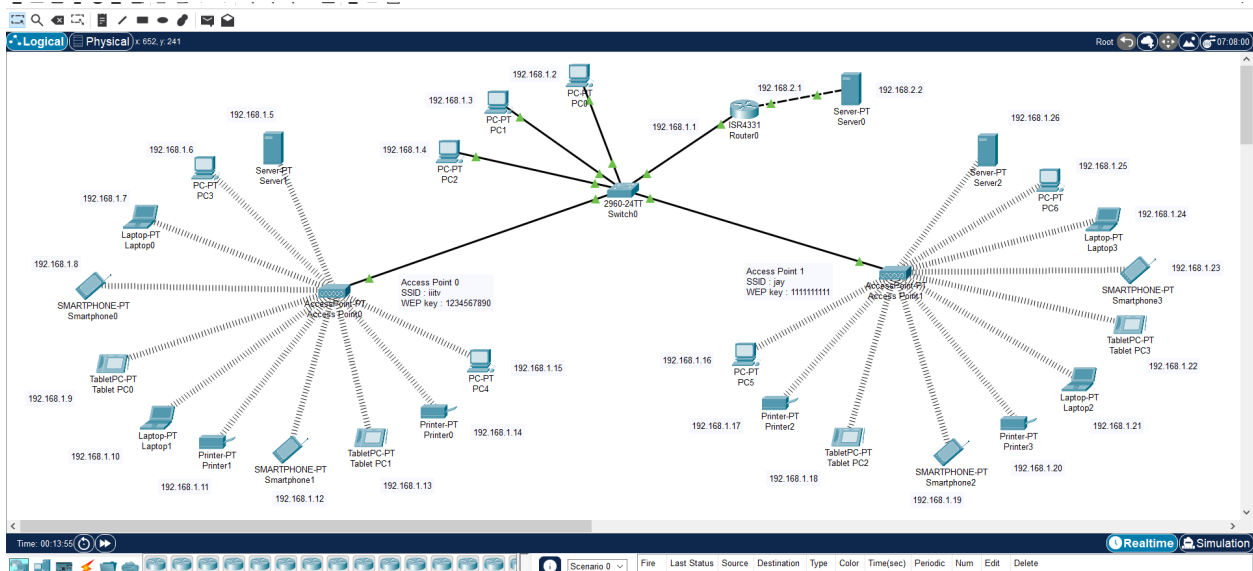 Logical
Physical
x: 652, y: 241
Root
07:08:00
192.168.1.2
PC-PT
PC0
192.168.1.3
PC-PT
PC1
192.168.1.4
PC-PT
PC2
192.168.1.1
ISR4331
Router0
192.168.2.1
Server-PT
Server0
192.168.2.2
2960-24TT
Switch0
192.168.1.5
Server-PT
Server1
192.168.1.6
PC-PT
PC3
192.168.1.7
Laptop-PT
Laptop0
192.168.1.8
SMARTPHONE-PT
Smartphone0
AccessPoint-PT
Access Point0
Access Point 0
SSID : iiitv
WEP key : 1234567890
TabletPC-PT
Tablet PC0
192.168.1.9
Laptop-PT
Laptop1
192.168.1.10
Printer-PT
Printer1
192.168.1.11
SMARTPHONE-PT
Smartphone1
192.168.1.12
TabletPC-PT
Tablet PC1
192.168.1.13
Printer-PT
Printer0
192.168.1.14
PC-PT
PC4
192.168.1.15
192.168.1.26
Server-PT
Server2
192.168.1.25
PC-PT
PC6
192.168.1.24
Laptop-PT
Laptop3
192.168.1.23
SMARTPHONE-PT
Smartphone3
Access Point 1
SSID : jay
WEP key : 1111111111
AccessPoint-PT
Access Point1
TabletPC-PT
Tablet PC3
192.168.1.22
192.168.1.16
PC-PT
PC5
Laptop-PT
Laptop2
192.168.1.21
192.168.1.17
Printer-PT
Printer2
Printer-PT
Printer3
192.168.1.20
TabletPC-PT
Tablet PC2
192.168.1.18
SMARTPHONE-PT
Smartphone2
192.168.1.19
Time: 00:13:55
Realtime
Simulation
Scenario 0
Fire Last Status Source Destination Type Color Time(sec) Periodic Num Edit Delete